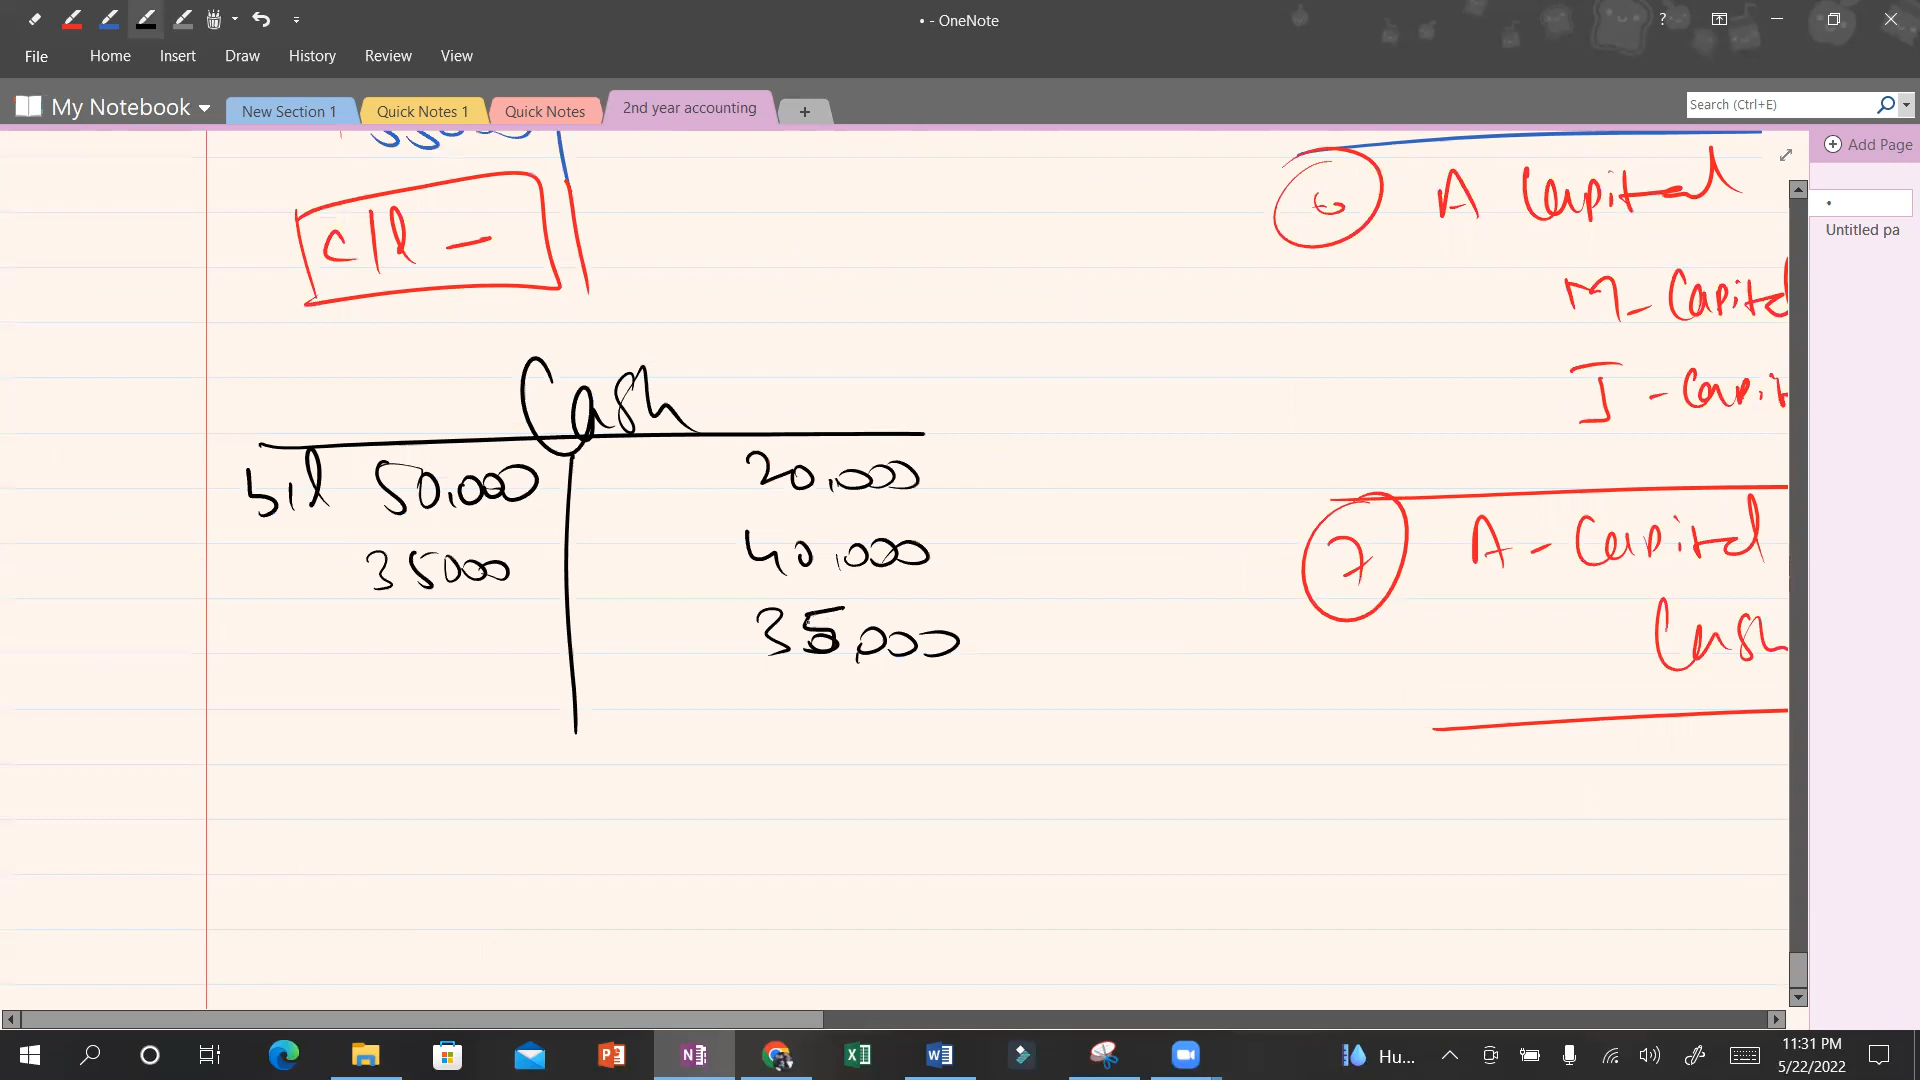 • - OneNote
?
File Home Insert Draw History Review View
My Notebook
New Section 1
Quick Notes 1
Quick Notes
2nd year accounting
+
Search (Ctrl+E)
Add Page
•
Untitled pa
c/d —
Cash
b/d 50,000 20,000
35000 40,000
35,000
6 A Capital
M - Capital
I - Capit
7 A - Capital
Cash
Hu...
11:31 PM
5/22/2022